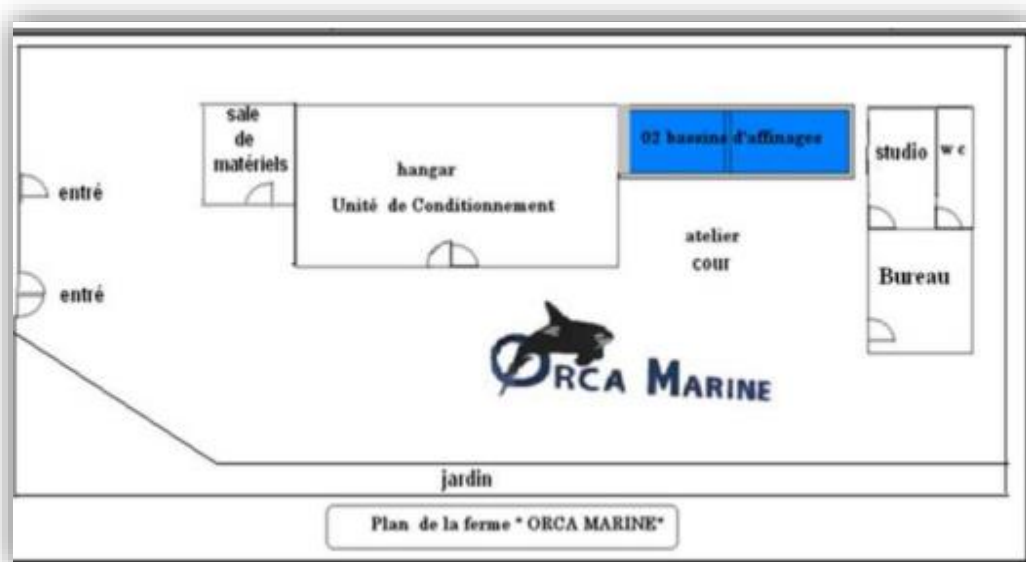 sale
de
matériels
hangar
Unité de Conditionnement
02 bassins d'affinages
studio
w c
entré
atelier
cour
Bureau
entré
ORCA MARINE
jardin
Plan de la ferme " ORCA MARINE"